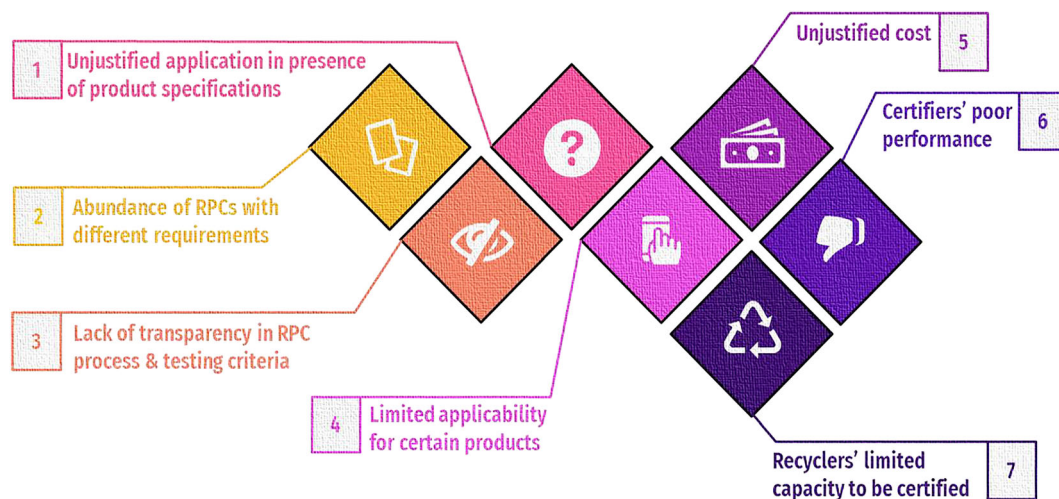 1
Unjustified application in presence
of product specifications
2
Abundance of RPCs with
different requirements
3
Lack of transparency in RPC
process & testing criteria
4
Limited applicability
for certain products
Unjustified cost
5
Certifiers' poor
performance
6
Recyclers' limited
capacity to be certified
7
?